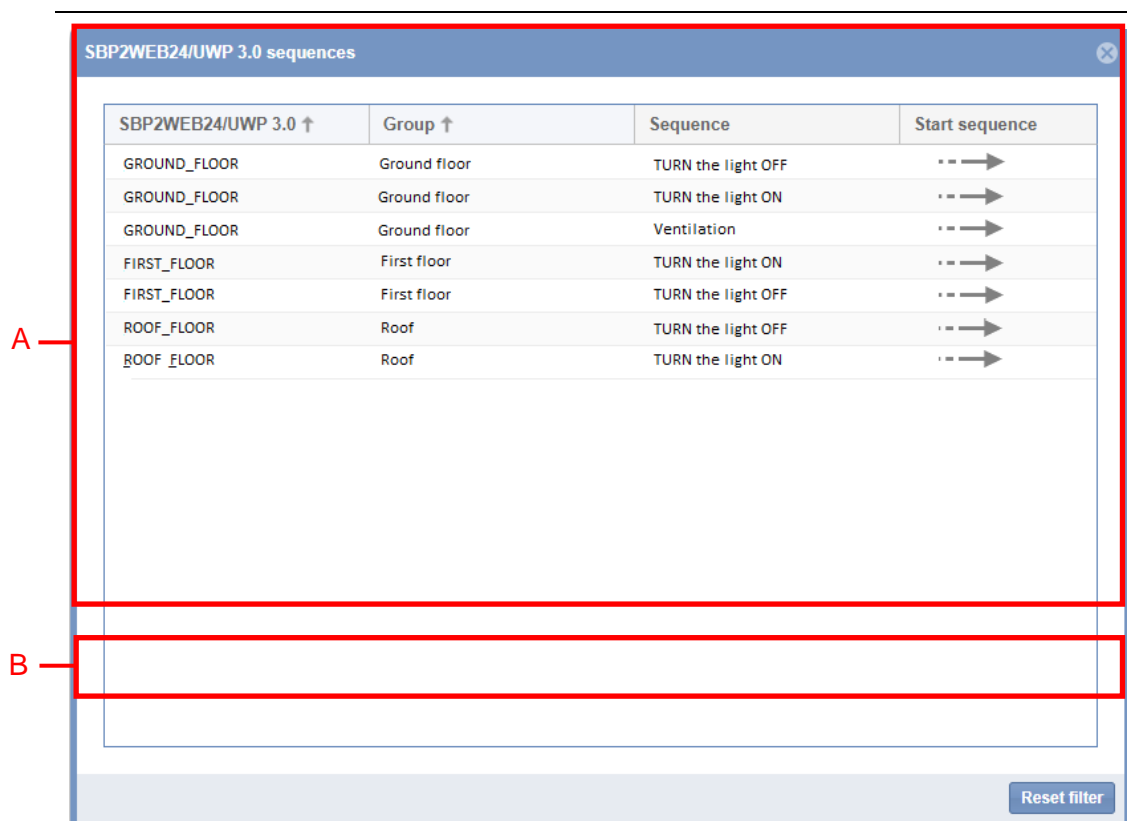 SBP2WEB24/UWP 3.0 sequences
SBP2WEB24/UWP 3.0 Group Sequence Start sequence
GROUND_FLOOR Ground floor TURN the light OFF
GROUND_FLOOR Ground floor TURN the light ON
GROUND_FLOOR Ground floor Ventilation
FIRST_FLOOR First floor TURN the light ON
FIRST_FLOOR First floor TURN the light OFF
ROOF_FLOOR Roof TURN the light OFF
A
ROOF FLOOR Roof TURN the light ON
B
Reset filter